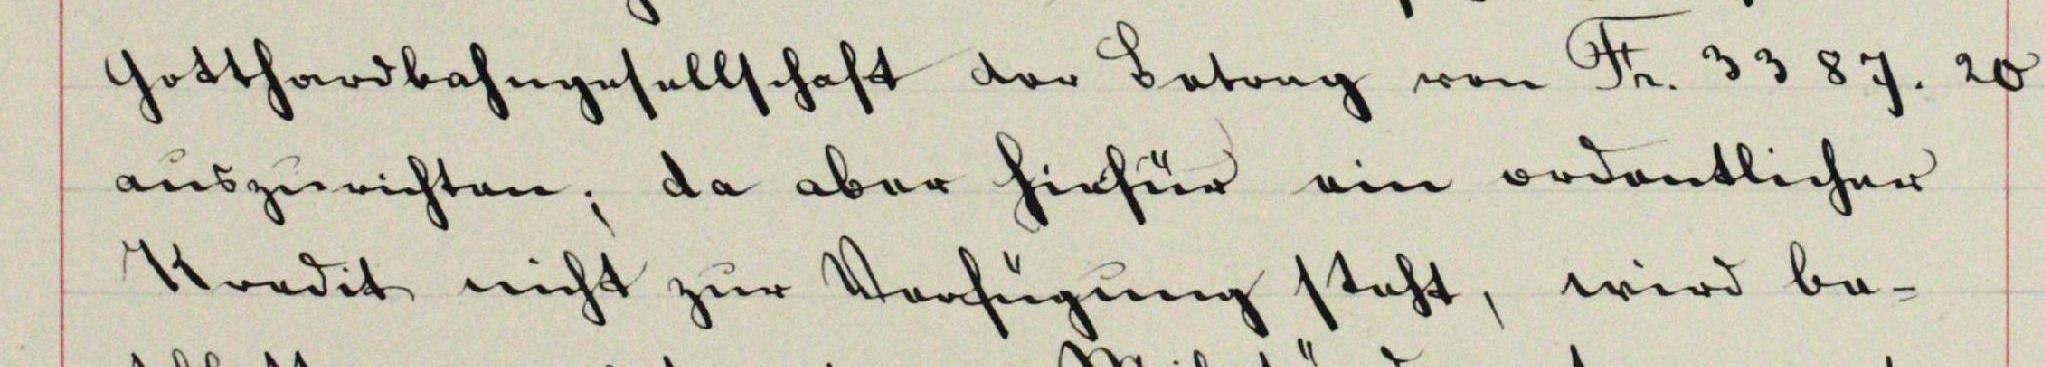 Gotthardbahngesellschaft der Betrag von Fr. 3387. 20
auszurichten; da aber hiefür ein ordentlicher
Kredit nicht zur Verfügung steht, wird be-